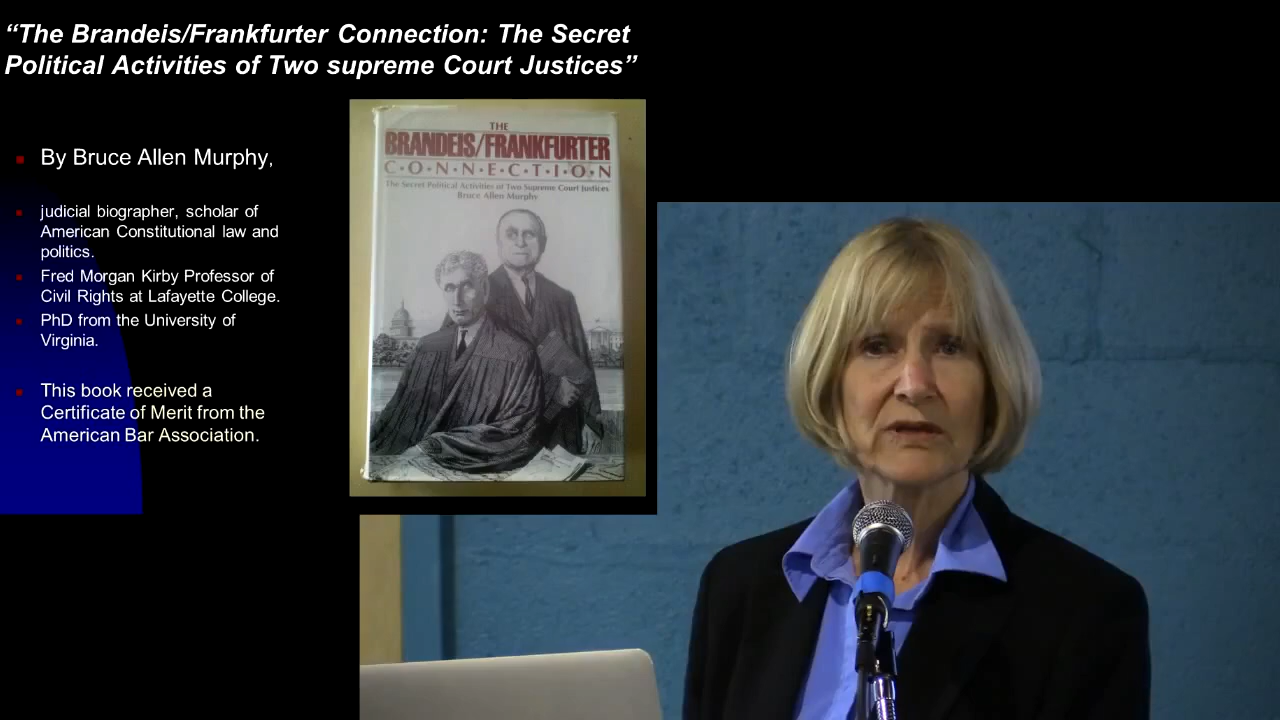 “The Brandeis/Frankfurter Connection: The Secret
Political Activities of Two supreme Court Justices”
By Bruce Allen Murphy,
judicial biographer, scholar of
American Constitutional law and
politics.
Fred Morgan Kirby Professor of
Civil Rights at Lafayette College.
PhD from the University of
Virginia.
This book received a
Certificate of Merit from the
American Bar Association.
THE
BRANDEIS/FRANKFURTER
C·O·N·N·E·C·T·I·O·N
The Secret Political Activities of Two Supreme Court Justices
Bruce Allen Murphy